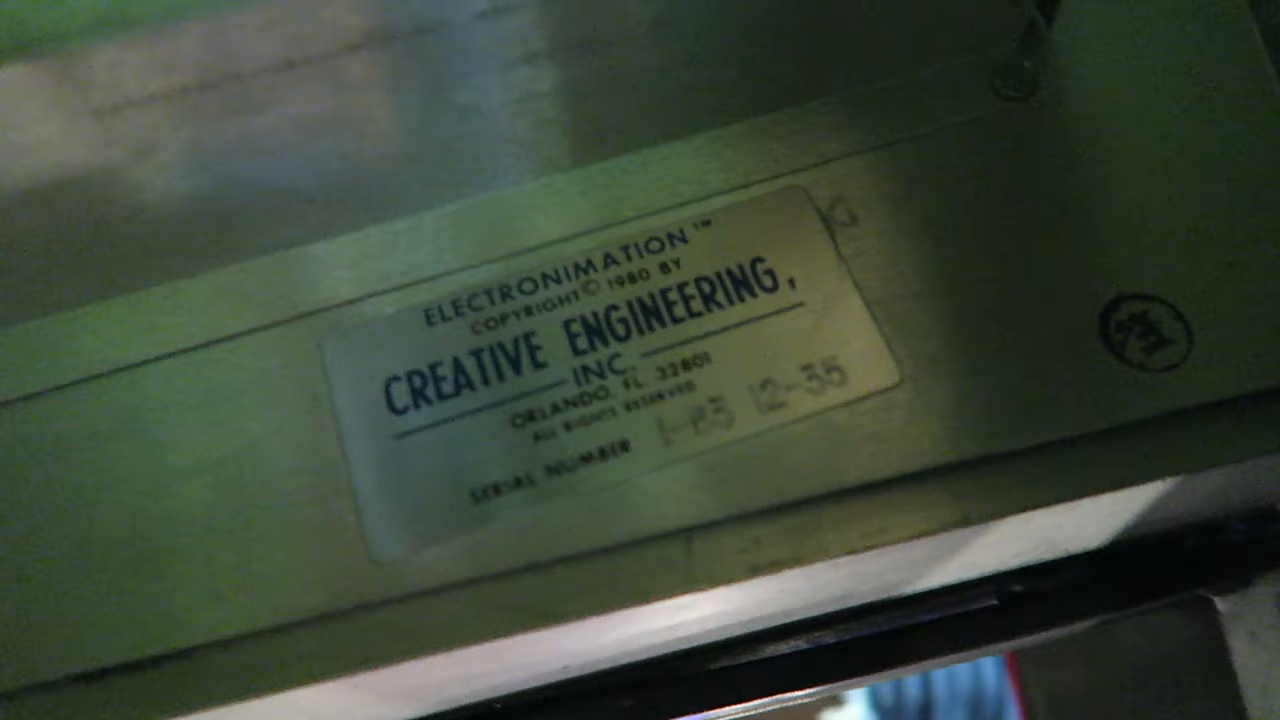 ELECTRONIMATION™
COPYRIGHT © 1980 BY
CREATIVE ENGINEERING,
INC.
ORLANDO, FL 32801
ALL RIGHTS RESERVED
SERIAL NUMBER 1-83 12-35